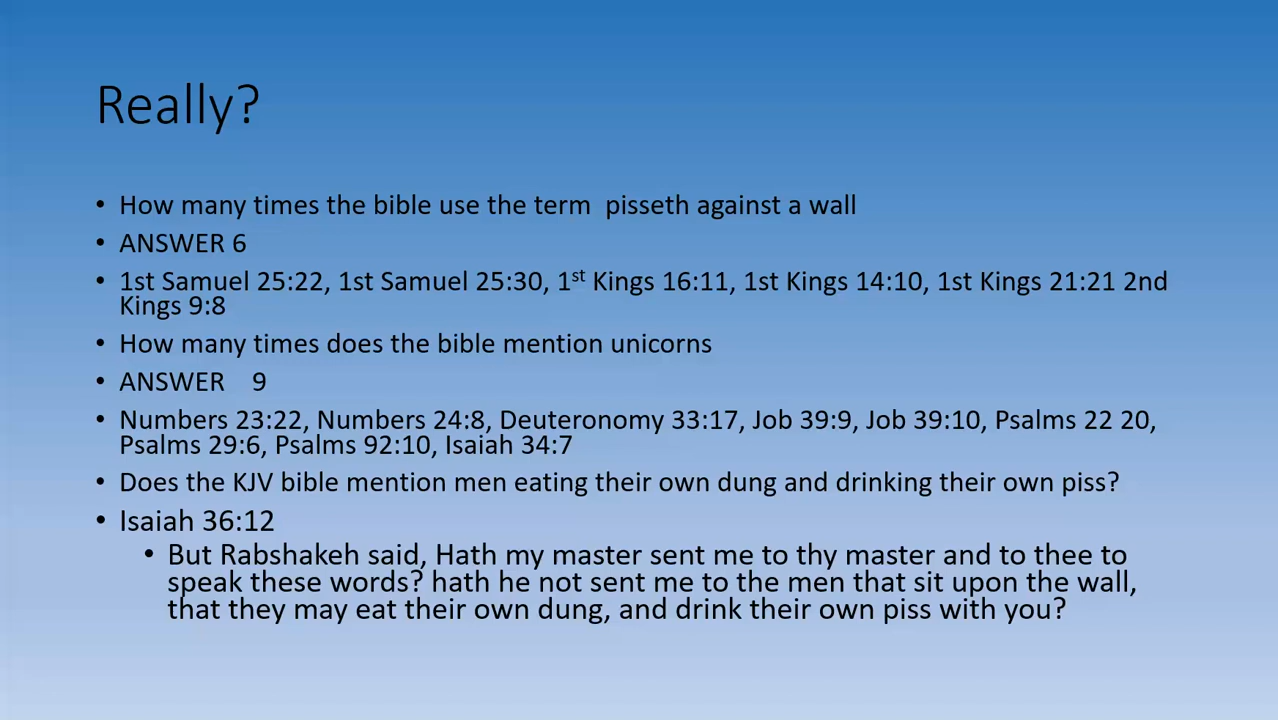 Really?
• How many times the bible use the term  pisseth against a wall
• ANSWER 6
• 1st Samuel 25:22, 1st Samuel 25:30, 1st Kings 16:11, 1st Kings 14:10, 1st Kings 21:21 2nd
Kings 9:8
• How many times does the bible mention unicorns
• ANSWER    9
• Numbers 23:22, Numbers 24:8, Deuteronomy 33:17, Job 39:9, Job 39:10, Psalms 22 20,
Psalms 29:6, Psalms 92:10, Isaiah 34:7
• Does the KJV bible mention men eating their own dung and drinking their own piss?
• Isaiah 36:12
• But Rabshakeh said, Hath my master sent me to thy master and to thee to
speak these words? hath he not sent me to the men that sit upon the wall,
that they may eat their own dung, and drink their own piss with you?